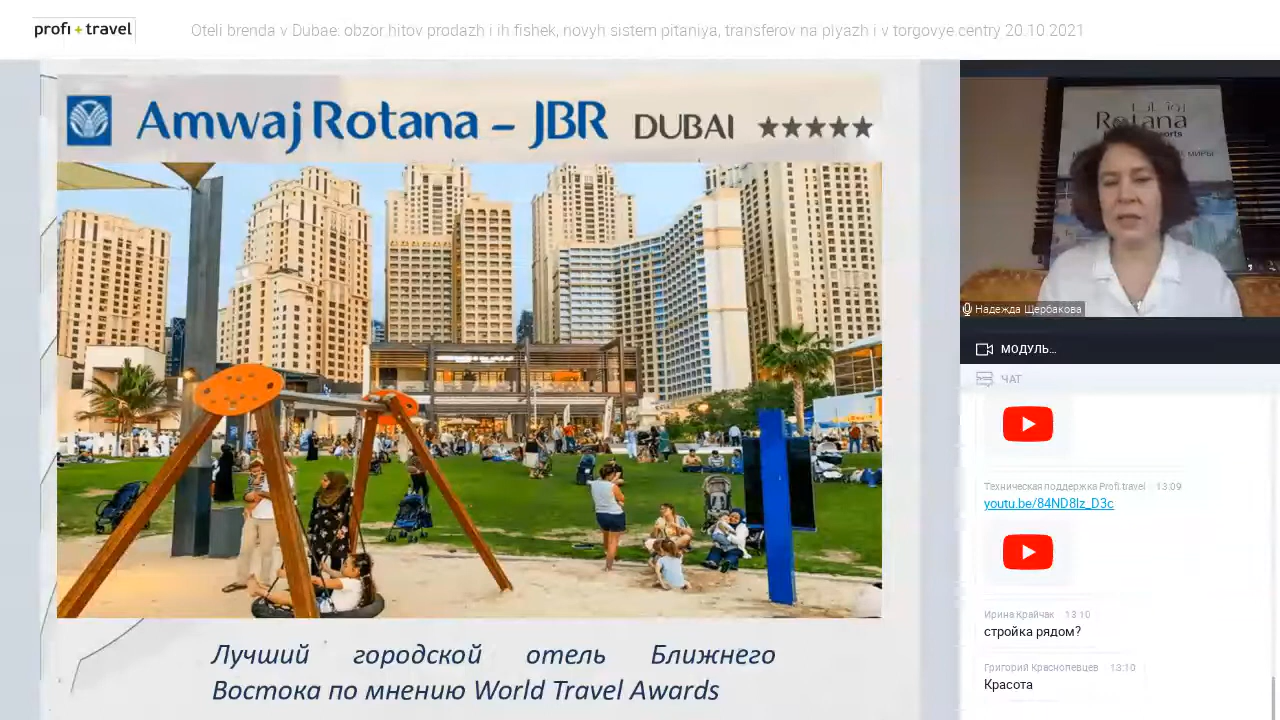 profi + travel
Oteli brenda v Dubae: obzor hitov prodazh i ih fishek, novyh sistem pitaniya, transferov na plyazh i v torgovye centry 20.10.2021
Amwaj Rotana – JBR DUBAI ★★★★★
Лучший городской отель Ближнего
Востока по мнению World Travel Awards
Rotana
МИРЫ
Надежда Щербакова
МОДУЛЬ...
ЧАТ
Техническая поддержка Profi.travel 13:09
youtu.be/84ND8lz_D3c
Ирина Крайчак 13:10
стройка рядом?
Григорий Краснопевцев 13:10
Красота